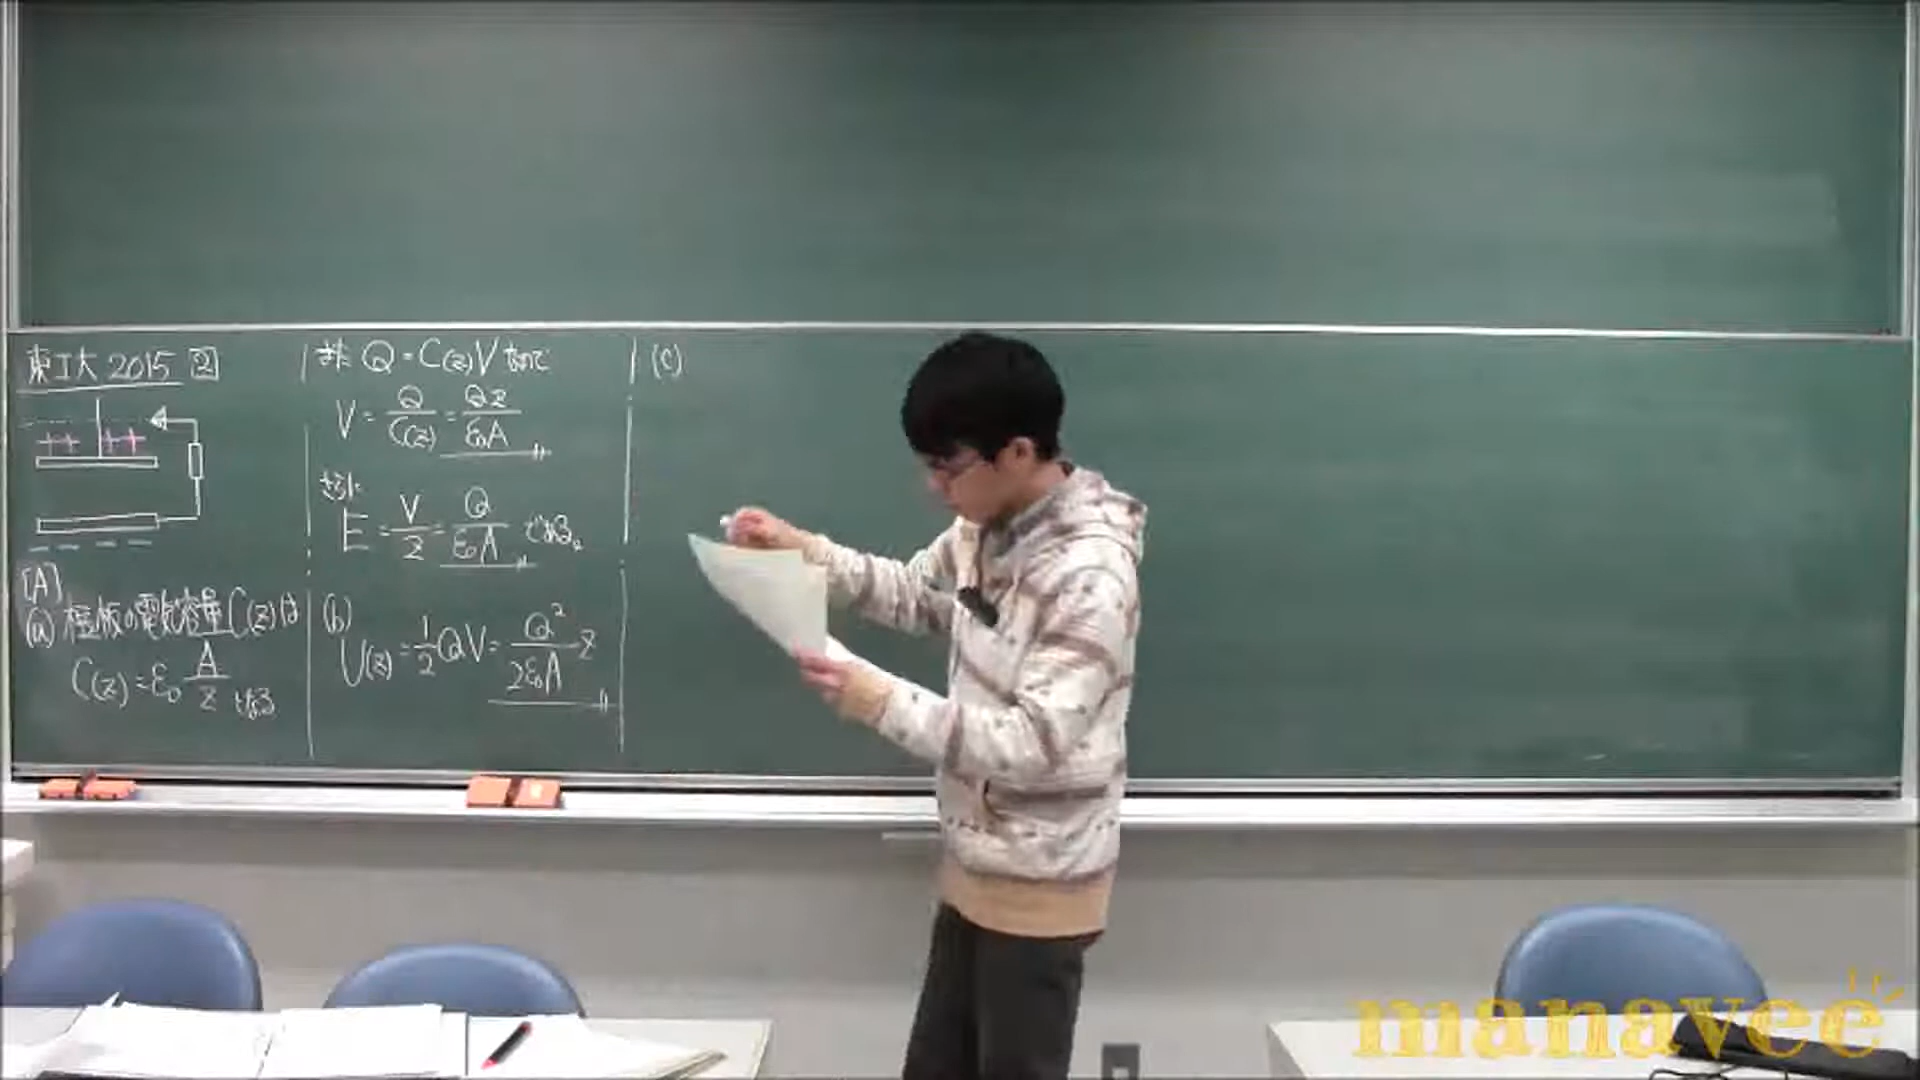 東工大 2015 2
[A]
(a) 極板の電気容量C(z)は
C(z)=ε₀ A/z となる
また Q=C(z)V なので
V = Q/C(z) = Qz/ε₀A
さらに
E = V/z = Q/ε₀A である。
(b)
U(z) = 1/2 QV = Q²/2ε₀A z
(c)
manavee